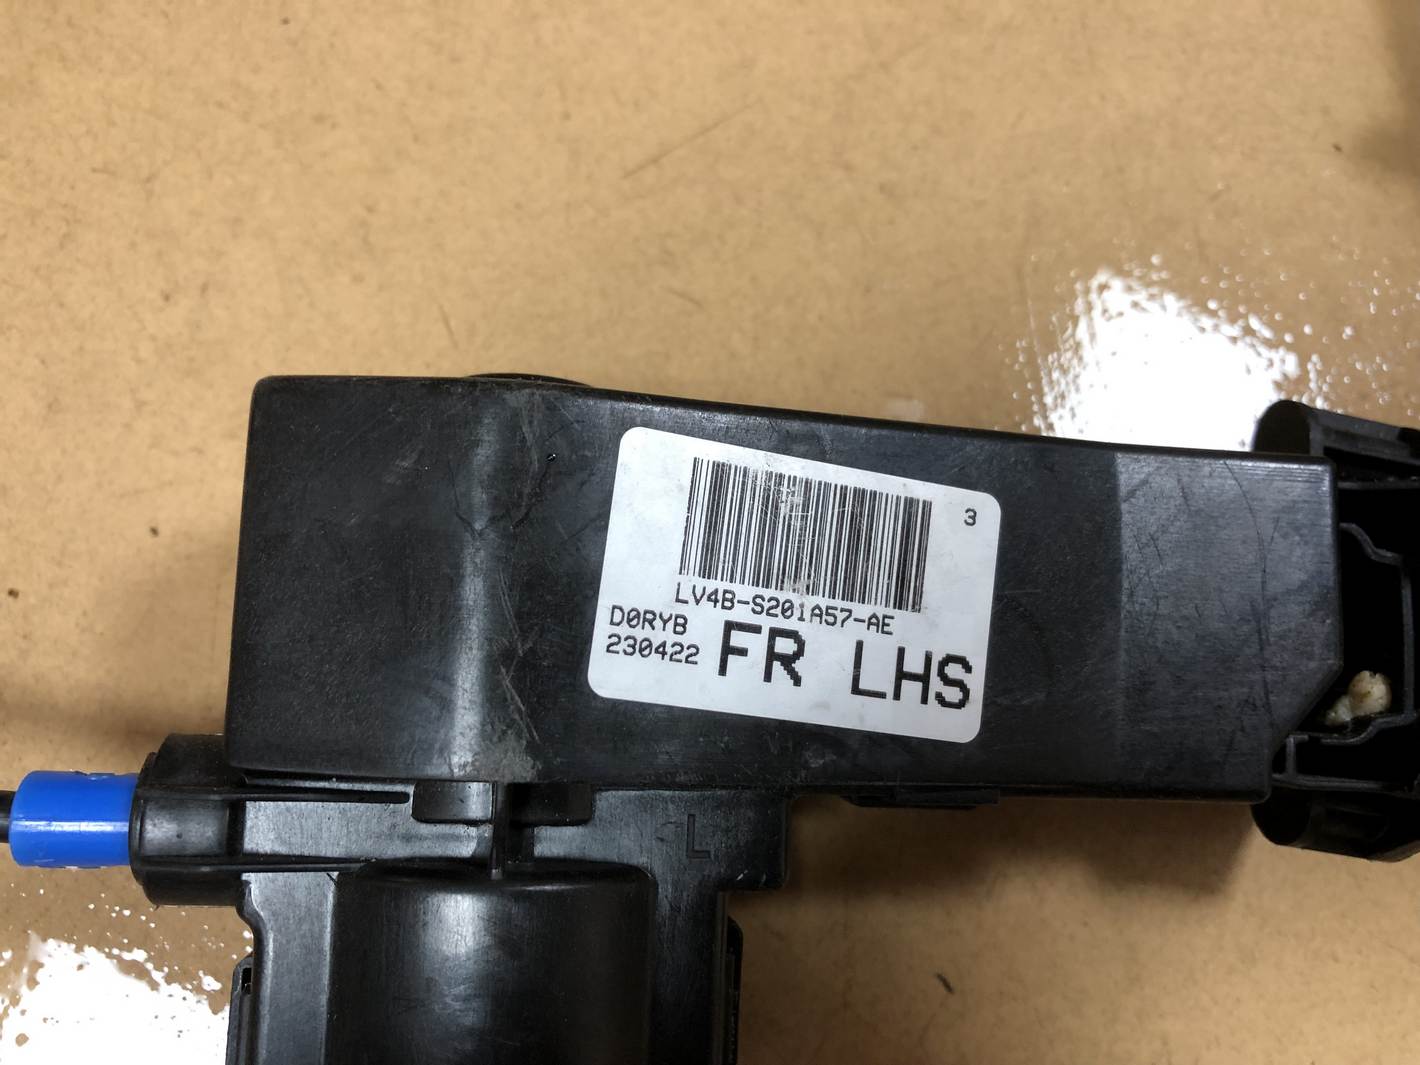 3
LV4B-S201A57-AE
D0RYB
230422
FR LHS
L